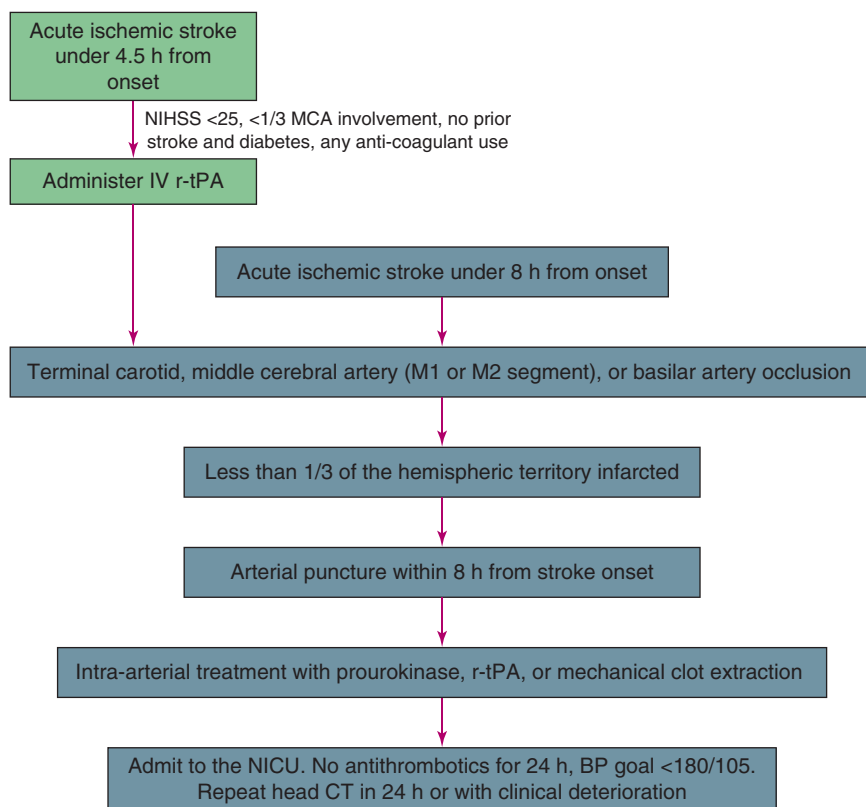 Acute ischemic stroke
under 4.5 h from
onset
NIHSS <25, <1/3 MCA involvement, no prior
stroke and diabetes, any anti-coagulant use
Administer IV r-tPA
Acute ischemic stroke under 8 h from onset
Terminal carotid, middle cerebral artery (M1 or M2 segment), or basilar artery occlusion
Less than 1/3 of the hemispheric territory infarcted
Arterial puncture within 8 h from stroke onset
Intra-arterial treatment with prourokinase, r-tPA, or mechanical clot extraction
Admit to the NICU. No antithrombotics for 24 h, BP goal <180/105.
Repeat head CT in 24 h or with clinical deterioration